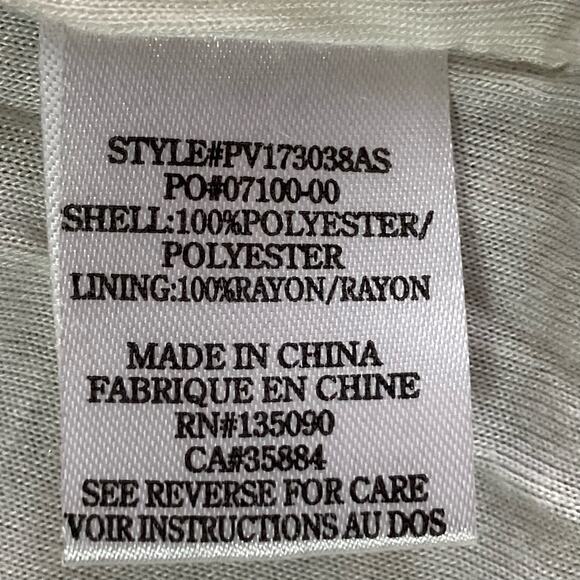 STYLE#PV173038AS
PO#07100-00
SHELL:100%POLYESTER/
POLYESTER
LINING:100%RAYON/RAYON
MADE IN CHINA
FABRIQUE EN CHINE
RN#135090
CA#35884
SEE REVERSE FOR CARE
VOIR INSTRUCTIONS AU DOS